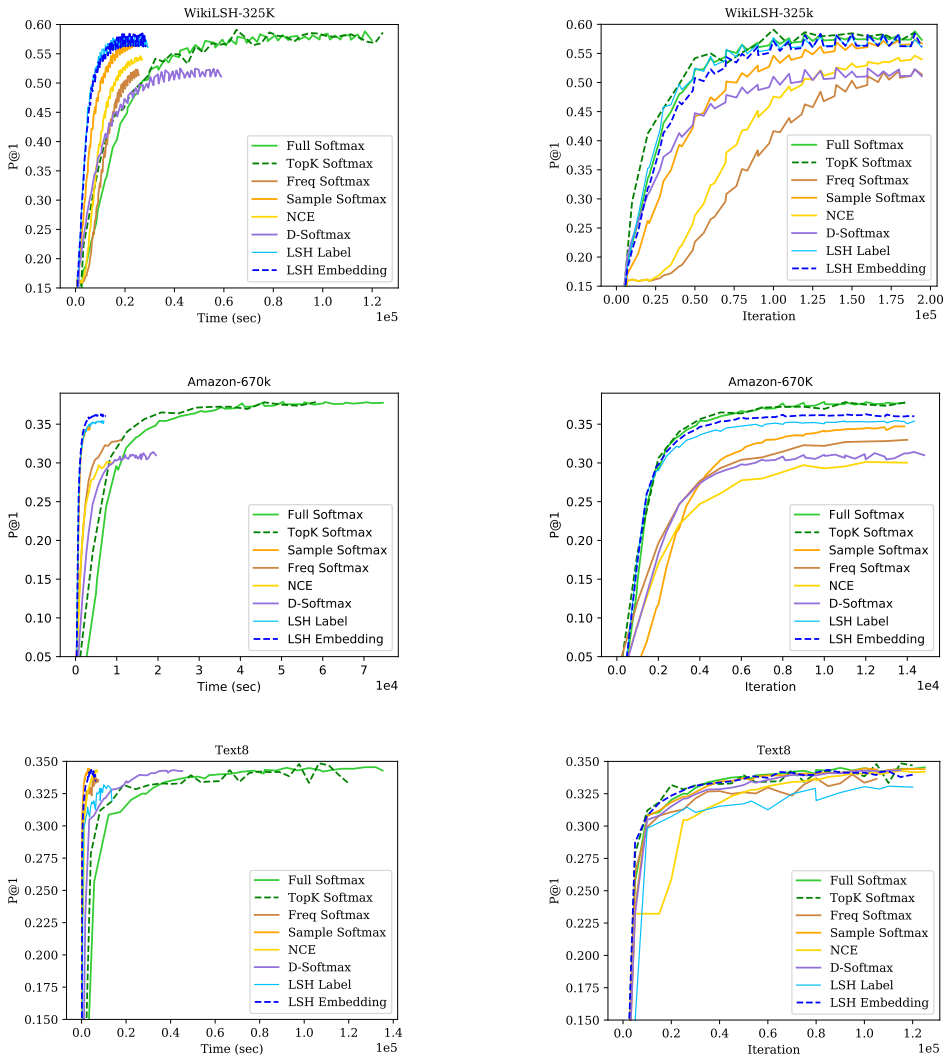 WikiLSH-325K
0.60
0.55
0.50
0.45
0.40
0.35
0.30
0.25
0.20
0.15
P@1
Full Softmax
TopK Softmax
Freq Softmax
Sample Softmax
NCE
D-Softmax
LSH Label
LSH Embedding
0.0 0.2 0.4 0.6 0.8 1.0 1.2
1e5
Time (sec)
WikiLSH-325k
0.60
0.55
0.50
0.45
0.40
0.35
0.30
0.25
0.20
0.15
P@1
Full Softmax
TopK Softmax
Freq Softmax
Sample Softmax
NCE
D-Softmax
LSH Label
LSH Embedding
0.00 0.25 0.50 0.75 1.00 1.25 1.50 1.75 2.00
1e5
Iteration
Amazon-670k
0.35
0.30
0.25
0.20
0.15
0.10
0.05
P@1
Full Softmax
TopK Softmax
Sample Softmax
Freq Softmax
NCE
D-Softmax
LSH Label
LSH Embedding
0 1 2 3 4 5 6 7
1e4
Time (sec)
Amazon-670K
0.35
0.30
0.25
0.20
0.15
0.10
0.05
P@1
Full Softmax
TopK Softmax
Sample Softmax
Freq Softmax
NCE
D-Softmax
LSH Label
LSH Embedding
0.0 0.2 0.4 0.6 0.8 1.0 1.2 1.4
1e4
Iteration
Text8
0.350
0.325
0.300
0.275
0.250
0.225
0.200
0.175
0.150
P@1
Full Softmax
TopK Softmax
Freq Softmax
Sample Softmax
NCE
D-Softmax
LSH Label
LSH Embedding
0.0 0.2 0.4 0.6 0.8 1.0 1.2 1.4
1e5
Time (sec)
Text8
0.350
0.325
0.300
0.275
0.250
0.225
0.200
0.175
0.150
P@1
Full Softmax
TopK Softmax
Freq Softmax
Sample Softmax
NCE
D-Softmax
LSH Label
LSH Embedding
0.0 0.2 0.4 0.6 0.8 1.0 1.2
1e5
Iteration